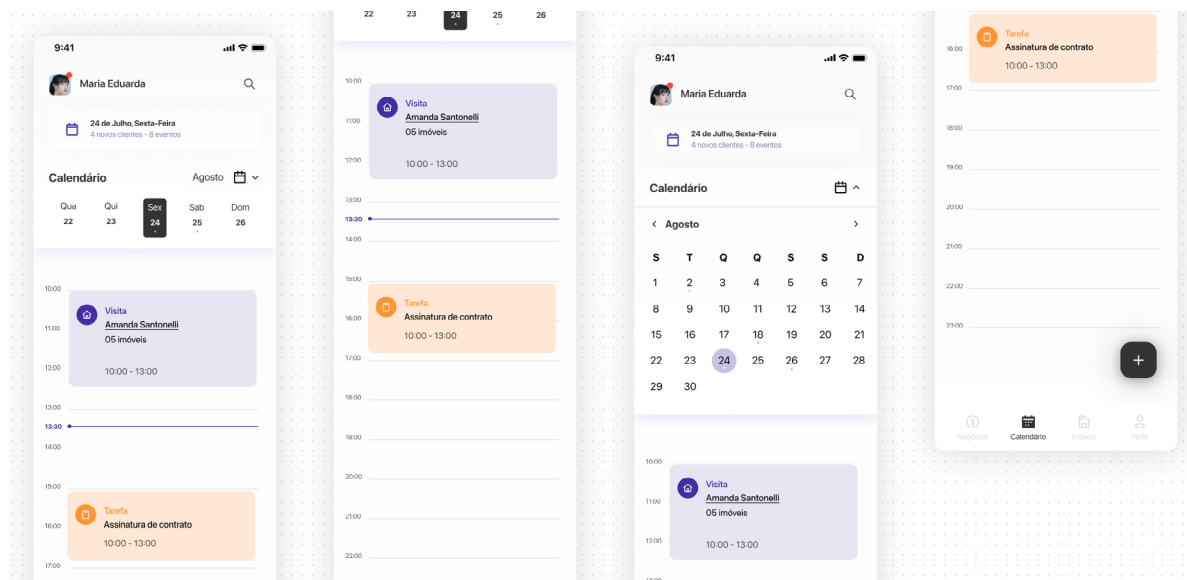 9:41
Maria Eduarda
24 de Julho, Sexta-Feira
4 novos clientes - 8 eventos
Calendário
Agosto
Qua Qui Sex Sab Dom
22 23 24 25 26
10:00
Visita
Amanda Santonelli
11:00
05 imóveis
12:00
10:00 - 13:00
13:00
13:30
14:00
15:00
Tarefa
Assinatura de contrato
16:00
10:00 - 13:00
17:00
22 23 24 25 26
10:00
Visita
Amanda Santonelli
11:00
05 imóveis
12:00
10:00 - 13:00
13:00
13:30
14:00
15:00
Tarefa
Assinatura de contrato
16:00
10:00 - 13:00
17:00
18:00
19:00
20:00
21:00
22:00
9:41
Maria Eduarda
24 de Julho, Sexta-Feira
4 novos clientes - 8 eventos
Calendário
Agosto
S T Q Q S S D
1 2 3 4 5 6 7
8 9 10 11 12 13 14
15 16 17 18 19 20 21
22 23 24 25 26 27 28
29 30
10:00
Visita
Amanda Santonelli
11:00
05 imóveis
12:00
10:00 - 13:00
Tarefa
Assinatura de contrato
16:00
10:00 - 13:00
17:00
18:00
19:00
20:00
21:00
22:00
23:00
Negócios Calendário Imóveis Perfil